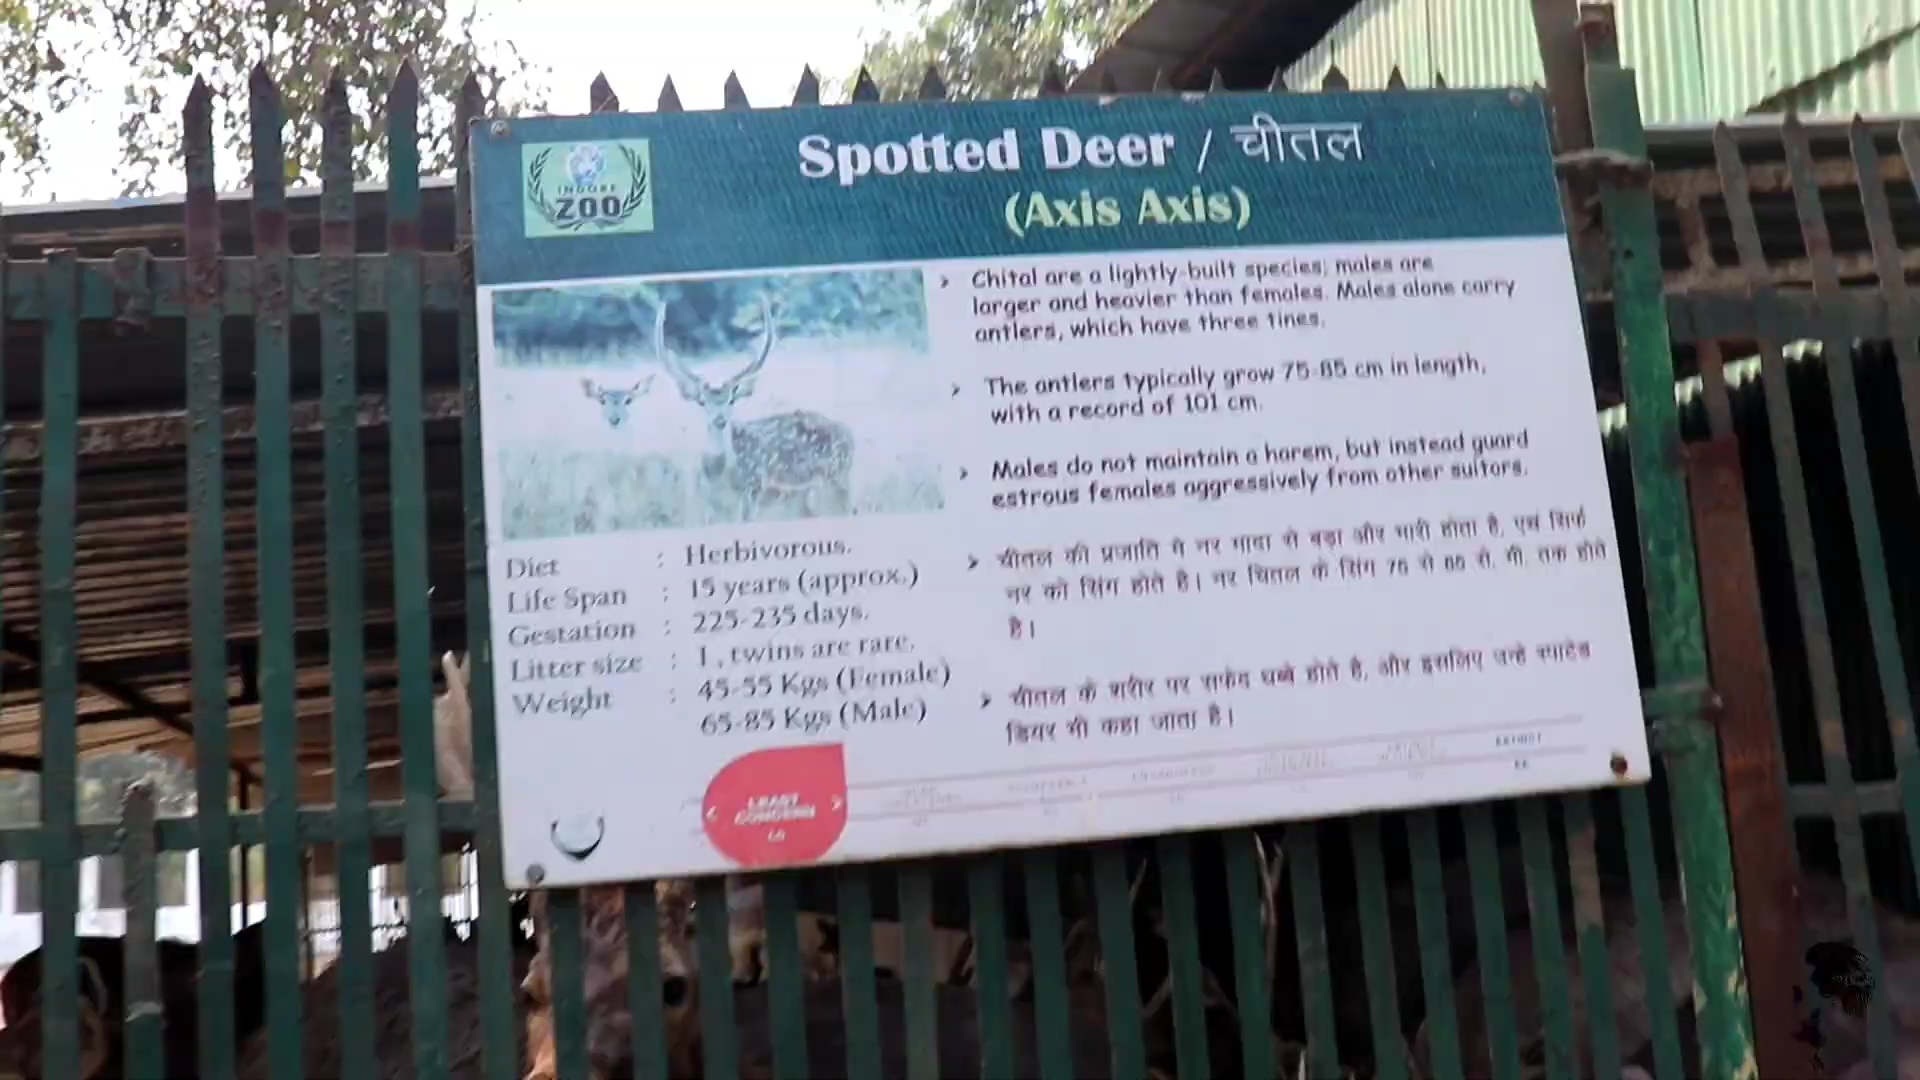 INDORE
ZOO
Spotted Deer / चीतल
(Axis Axis)
Chital are a lightly-built species; males are
larger and heavier than females. Males alone carry
antlers, which have three tines.
The antlers typically grow 75-85 cm in length,
with a record of 101 cm.
Males do not maintain a harem, but instead guard
estrous females aggressively from other suitors.
चीतल की प्रजाति में नर मादा से बड़ा और भारी होता है, एवं सिर्फ
नर को सिंग होते है। नर चितल के सिंग 75 से 85 से. मी. तक होते
है।
चीतल के शरीर पर सफेद धब्बे होते है, और इसलिए उन्हे स्पाटेड
डियर भी कहा जाता है।
Diet : Herbivorous.
Life Span : 15 years (approx.)
Gestation : 225-235 days.
Litter size : 1, twins are rare.
Weight : 45-55 Kgs (Female)
65-85 Kgs (Male)
< LEAST CONCERN >
LC
EXTINCT
EX